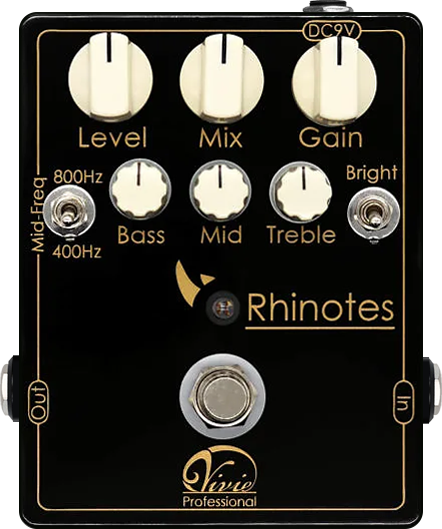 DC9V
Level Mix Gain
800Hz
Mid-Freq
400Hz
Bright
Bass Mid Treble
Rhinotes
Out
In
Vivie
Professional